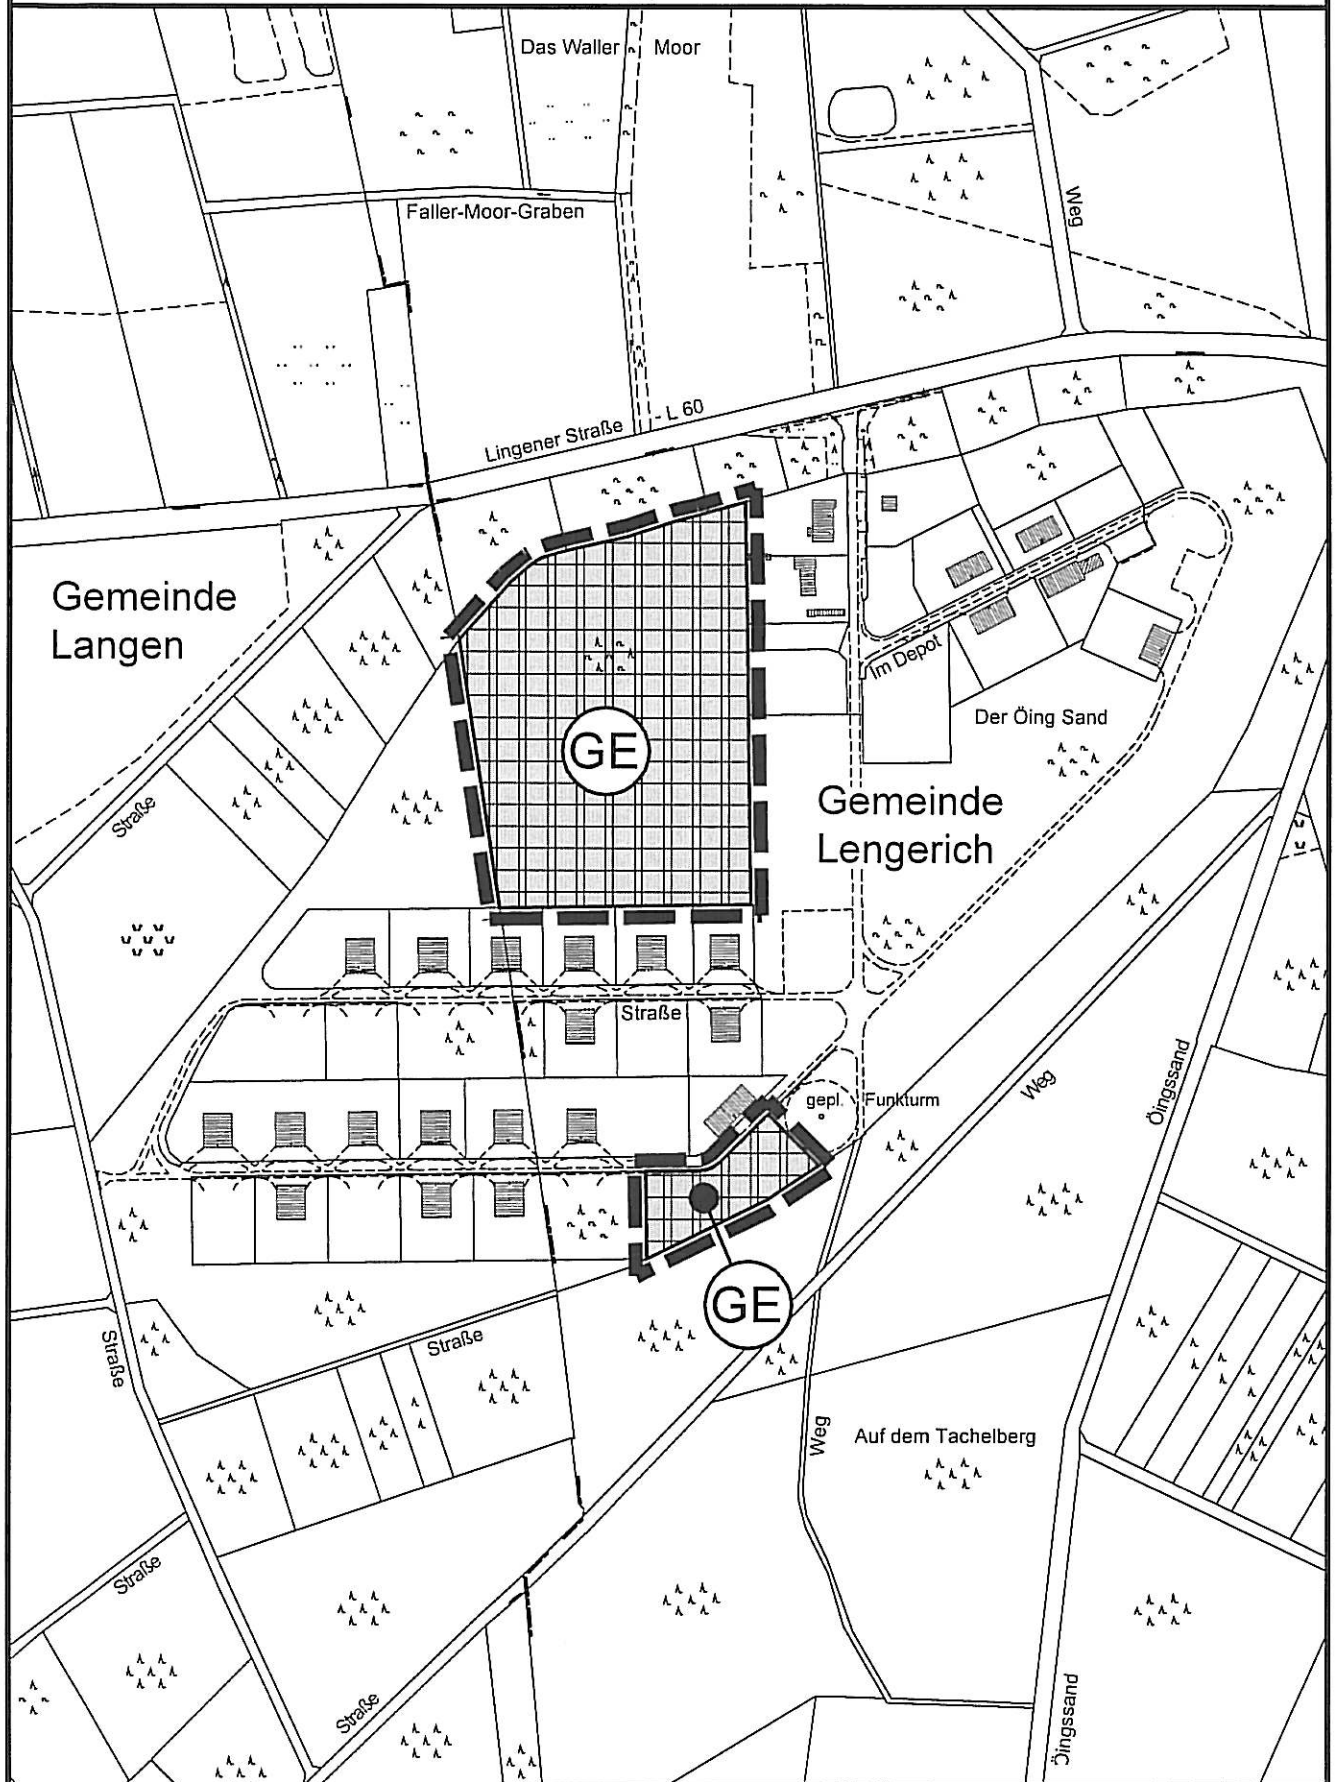 Das Waller Moor
Weg
Faller-Moor-Graben
Lingener Straße - L 60
Gemeinde
Langen
Im Depot
Der Öing Sand
GE
Gemeinde
Lengerich
Straße
Straße
Öingssand
Weg
gepl. Funkturm
GE
Straße
Straße
Weg
Auf dem Tachelberg
Straße
Straße
Öingssand